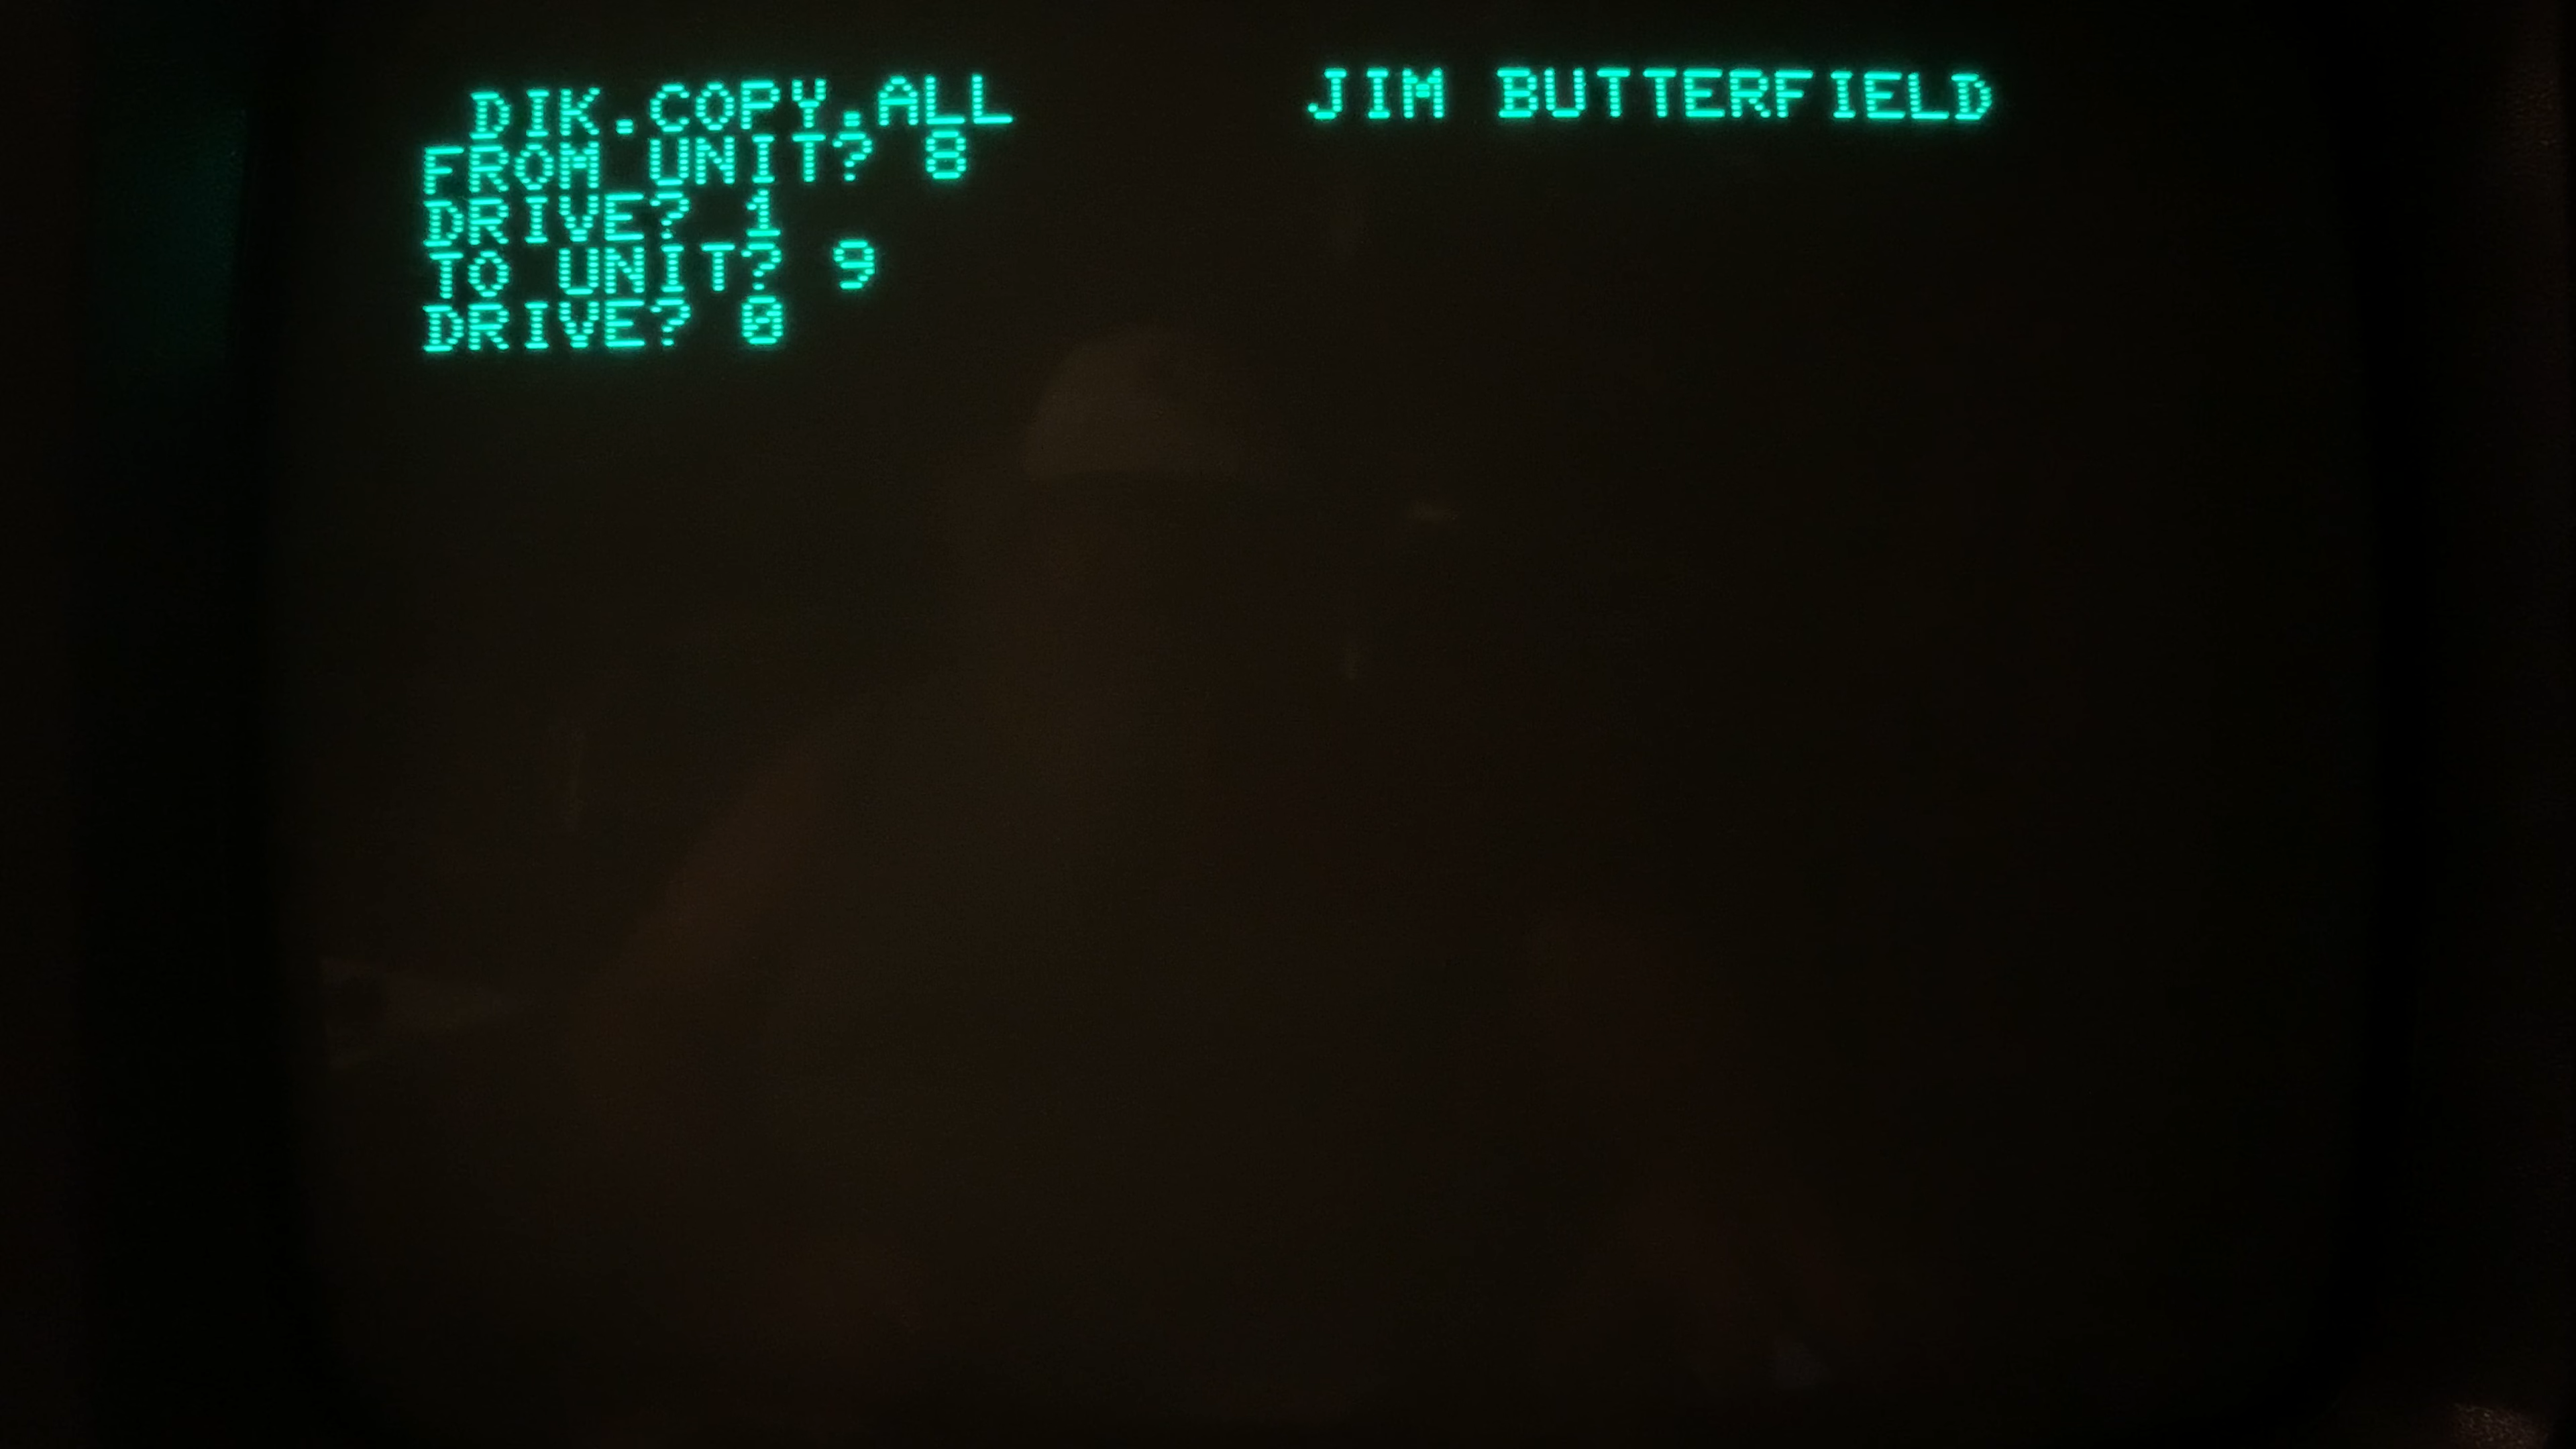 DIK.COPY.ALL JIM BUTTERFIELD
FROM UNIT? 8
DRIVE? 1
TO UNIT? 9
DRIVE? 0